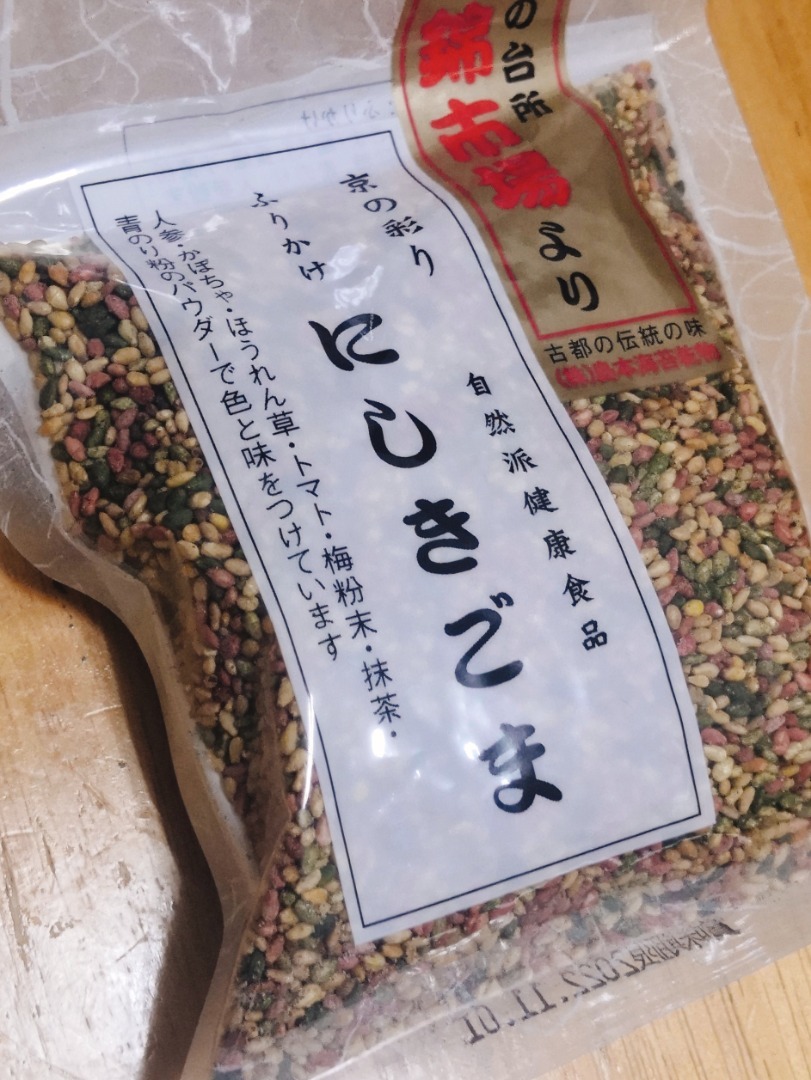 の台所
錦市場
より
古都の伝統の味
自然派健康食品
京の彩り
ふりかけ
にしきごま
人参・かぼちゃ・ほうれん草・トマト・梅粉末・抹茶・
青のり粉のパウダーで色と味をつけています
ふりかけ
2022.11.01